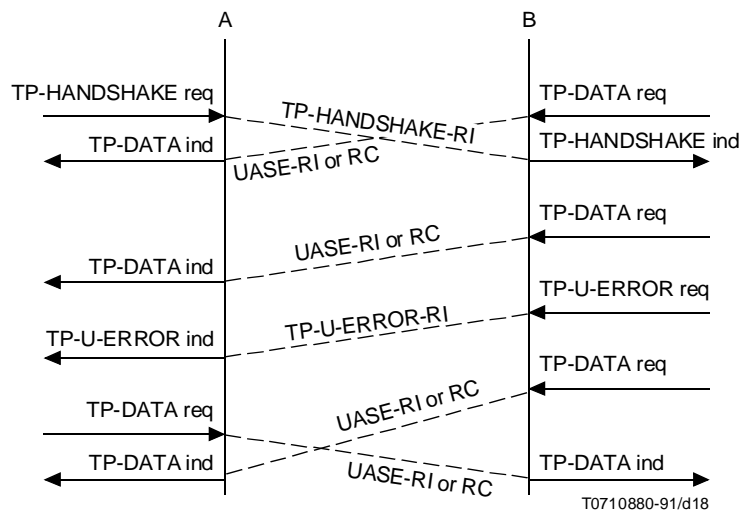 A
B
TP-HANDSHAKE req
TP-HANDSHAKE-RI
TP-DATA req
TP-DATA ind
UASE-RI or RC
TP-HANDSHAKE ind
TP-DATA req
UASE-RI or RC
TP-DATA ind
TP-U-ERROR req
TP-U-ERROR-RI
TP-U-ERROR ind
TP-DATA req
UASE-RI or RC
TP-DATA req
TP-DATA ind
UASE-RI or RC
TP-DATA ind
T0710880-91/d18